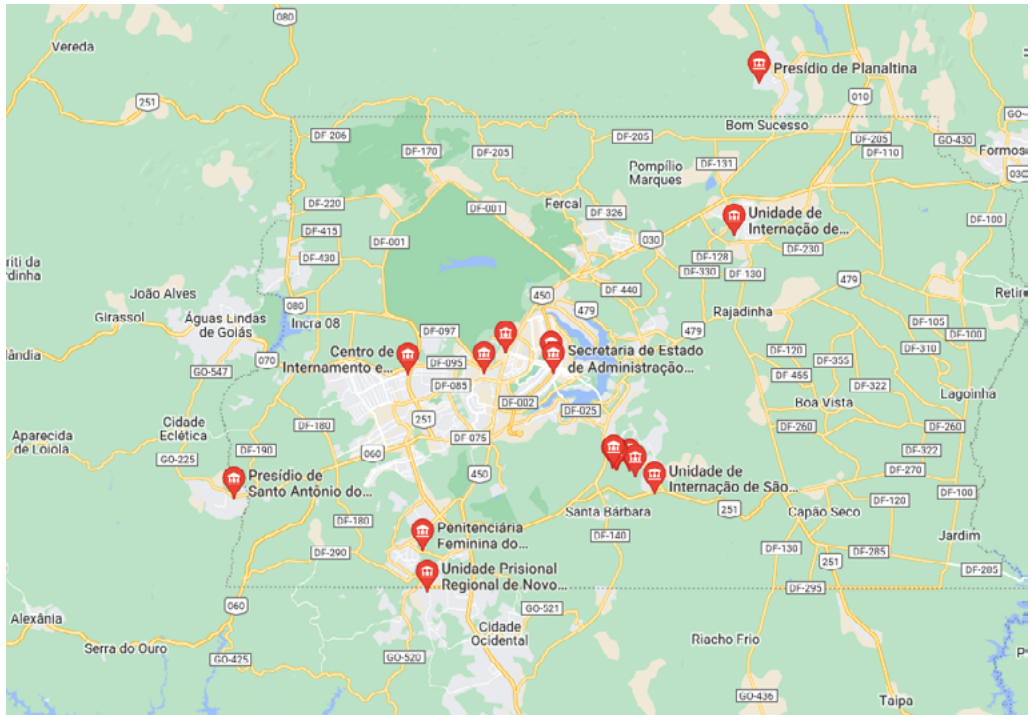 080
Vereda
Presídio de Planaltina
251
010
GO-
DF 206
DF-170
DF-205
DF-205
Bom Sucesso
DF-205
GO-430
DF-110
Formos
030
DF-131
Pompílio
Marques
DF-220
DF-001
Fercal
DF 326
Unidade de
Internação de...
DF-100
DF-415
DF-001
030
DF-230
DF-430
DF-128
DF-330
DF 130
riti da
rdinha
João Alves
DF 440
479
Retiro
450
479
Girassol
Águas Lindas
de Goiás
080
Incra 08
Rajadinha
DF-105
DF-100
DF-097
479
lândia
070
Centro de
Internamento e...
DF-095
Secretaria de Estado
de Administração...
DF-120
DF-310
DF-355
GO-547
DF-085
DF 455
DF-322
Lagoinha
DF-002
DF-025
Boa Vista
251
Cidade
Eclética
DF-180
DF-260
DF-260
Aparecida
de Loiola
DF 075
DF-190
060
DF-322
GO-225
Presídio de
Santo Antônio do...
450
Unidade de
Internação de São...
DF-270
DF-100
DF-120
Santa Bárbara
251
Capão Seco
DF-180
Penitenciária
Feminina do...
DF-140
Jardim
DF-290
DF-130
DF-285
251
Unidade Prisional
Regional de Novo...
DF-285
DF-295
060
GO-521
Alexânia
Cidade
Ocidental
Riacho Frio
Serra do Ouro
GO-425
GO-520
GO-436
Taipa